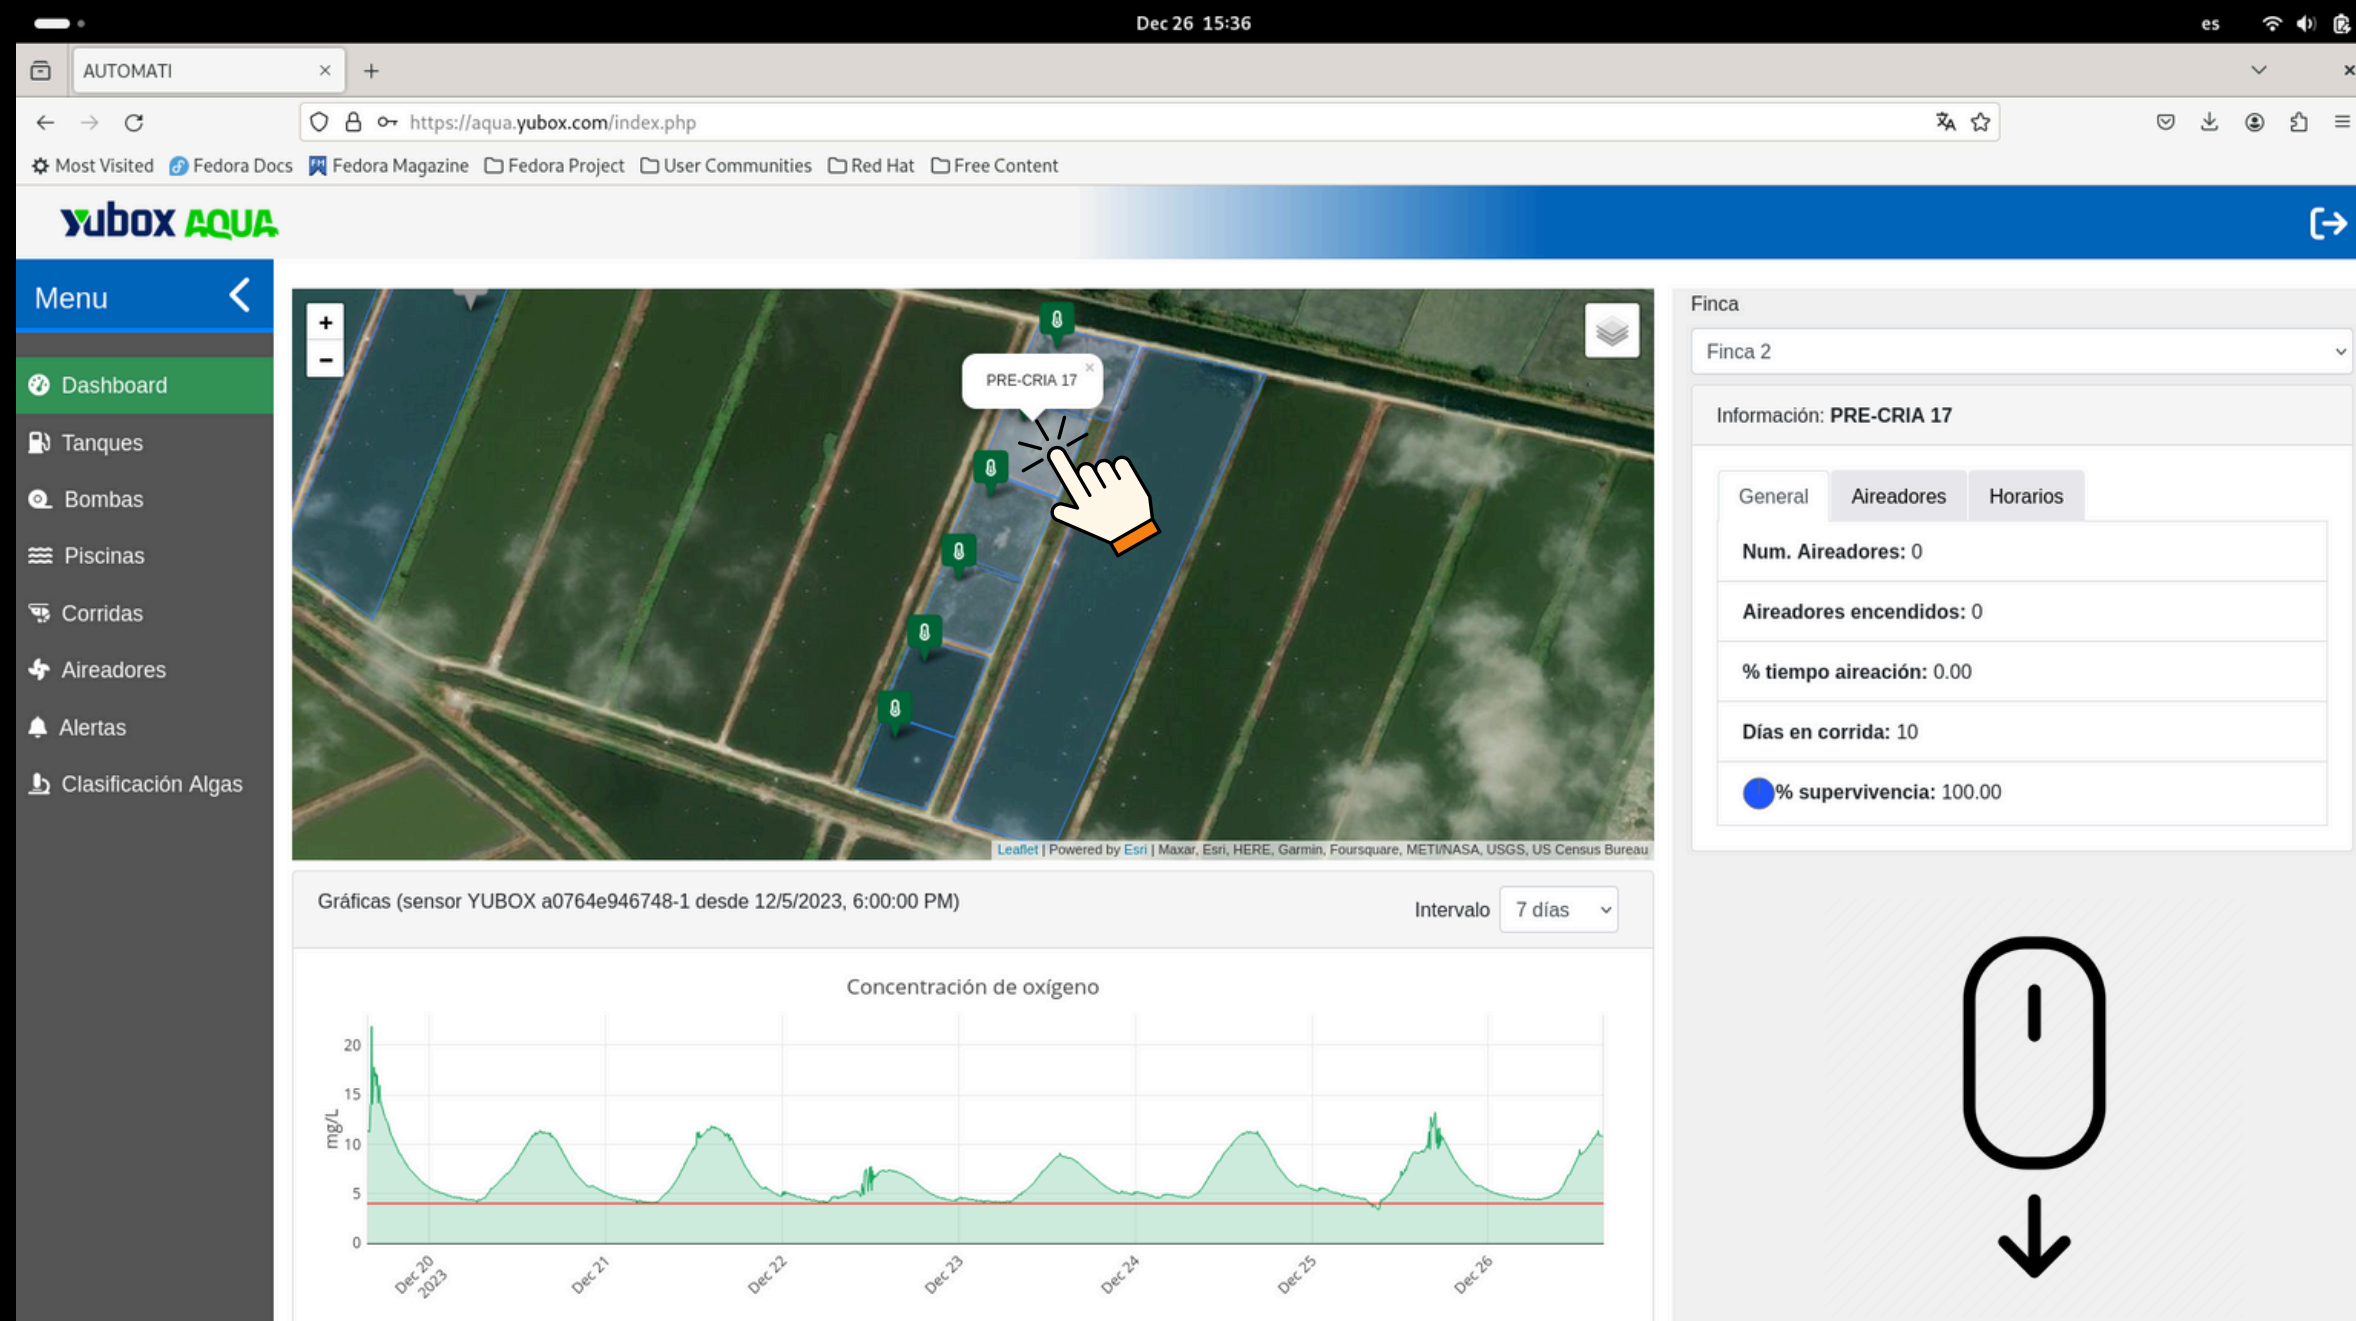 Dec 26 15:36
es
AUTOMATI
https://aqua.yubox.com/index.php
Most Visited Fedora Docs Fedora Magazine Fedora Project User Communities Red Hat Free Content
YUBOX AQUA
Menu
Dashboard
Tanques
Bombas
Piscinas
Corridas
Aireadores
Alertas
Clasificación Algas
+
−
PRE-CRIA 17
Leaflet | Powered by Esri | Maxar, Esri, HERE, Garmin, Foursquare, METI/NASA, USGS, US Census Bureau
Gráficas (sensor YUBOX a0764e946748-1 desde 12/5/2023, 6:00:00 PM)
Intervalo 7 días
Concentración de oxígeno
mg/L
20
15
10
5
0
Dec 20
2023
Dec 21
Dec 22
Dec 23
Dec 24
Dec 25
Dec 26
Finca
Finca 2
Información: PRE-CRIA 17
General Aireadores Horarios
Num. Aireadores: 0
Aireadores encendidos: 0
% tiempo aireación: 0.00
Días en corrida: 10
% supervivencia: 100.00